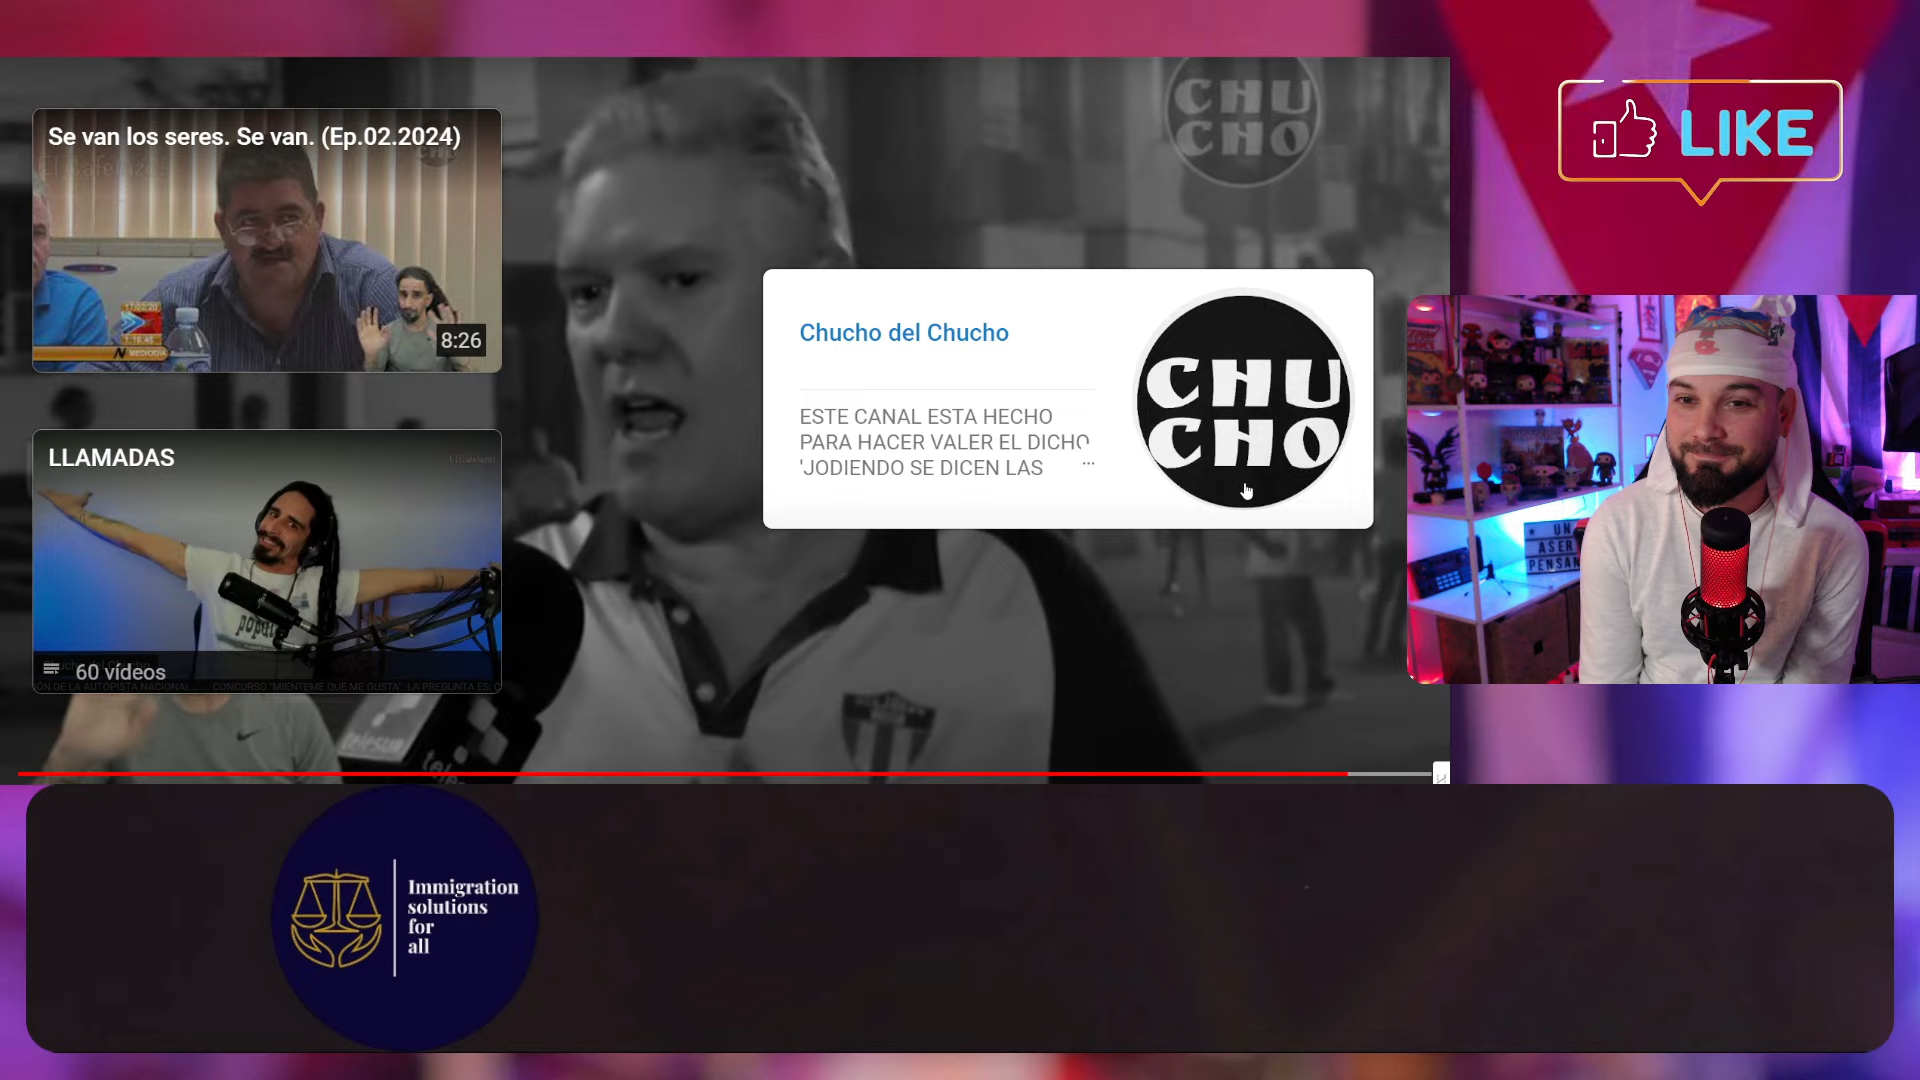 Se van los seres. Se van. (Ep.02.2024)
8:26
LLAMADAS
60 vídeos
CHU
CHO
Chucho del Chucho
ESTE CANAL ESTA HECHO
PARA HACER VALER EL DICHO
'JODIENDO SE DICEN LAS
...
CHU
CHO
LIKE
UN
ASER
PENSAN
telesur
Immigration
solutions
for
all